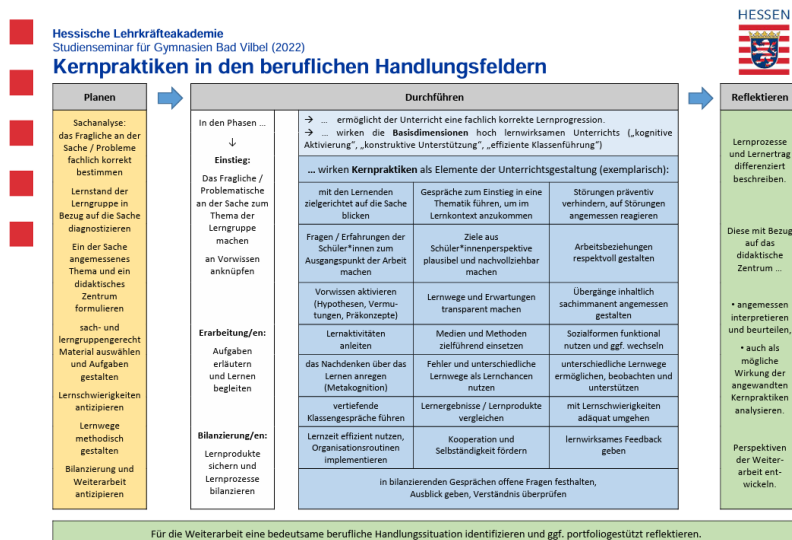 HESSEN
Hessische Lehrkräfteakademie
Studienseminar für Gymnasien Bad Vilbel (2022)
Kernpraktiken in den beruflichen Handlungsfeldern
Planen
Sachanalyse:
das Fragliche an der
Sache / Probleme
fachlich korrekt
bestimmen
Lernstand der
Lerngruppe in
Bezug auf die Sache
diagnostizieren
Ein der Sache
angemessenes
Thema und ein
didaktisches
Zentrum
formulieren
sach- und
lerngruppengerecht
Material auswählen
und Aufgaben
gestalten
Lernschwierigkeiten
antizipieren
Lernwege
methodisch
gestalten
Bilanzierung und
Weiterarbeit
antizipieren
Durchführen
In den Phasen ...
↓
Einstieg:
Das Fragliche /
Problematische
an der Sache zum
Thema der
Lerngruppe
machen
an Vorwissen
anknüpfen
Erarbeitung/en:
Aufgaben
erläutern
und Lernen
begleiten
Bilanzierung/en:
Lernprodukte
sichern und
Lernprozesse
bilanzieren
→ ... ermöglicht der Unterricht eine fachlich korrekte Lernprogression.
→ ... wirken die Basisdimensionen hoch lernwirksamen Unterrichts („kognitive
Aktivierung“, „konstruktive Unterstützung“, „effiziente Klassenführung“)
... wirken Kernpraktiken als Elemente der Unterrichtsgestaltung (exemplarisch):
mit den Lernenden
zielgerichtet auf die Sache
blicken
Gespräche zum Einstieg in eine
Thematik führen, um im
Lernkontext anzukommen
Störungen präventiv
verhindern, auf Störungen
angemessen reagieren
Fragen / Erfahrungen der
Schüler*innen zum
Ausgangspunkt der Arbeit
machen
Ziele aus
Schüler*innenperspektive
plausibel und nachvollziehbar
machen
Arbeitsbeziehungen
respektvoll gestalten
Vorwissen aktivieren
(Hypothesen, Vermu-
tungen, Präkonzepte)
Lernwege und Erwartungen
transparent machen
Übergänge inhaltlich
sachimmanent angemessen
gestalten
Lernaktivitäten
anleiten
Medien und Methoden
zielführend einsetzen
Sozialformen funktional
nutzen und ggf. wechseln
das Nachdenken über das
Lernen anregen
(Metakognition)
Fehler und unterschiedliche
Lernwege als Lernchancen
nutzen
unterschiedliche Lernwege
ermöglichen, beobachten und
unterstützen
vertiefende
Klassengespräche führen
Lernergebnisse / Lernprodukte
vergleichen
mit Lernschwierigkeiten
adäquat umgehen
Lernzeit effizient nutzen,
Organisationsroutinen
implementieren
Kooperation und
Selbständigkeit fördern
lernwirksames Feedback
geben
in bilanzierenden Gesprächen offene Fragen festhalten,
Ausblick geben, Verständnis überprüfen
Reflektieren
Lernprozesse
und Lernertrag
differenziert
beschreiben.
Diese mit Bezug
auf das
didaktische
Zentrum ...
• angemessen
interpretieren
und beurteilen,
• auch als
mögliche
Wirkung der
angewandten
Kernpraktiken
analysieren.
Perspektiven
der Weiter-
arbeit ent-
wickeln.
Für die Weiterarbeit eine bedeutsame berufliche Handlungssituation identifizieren und ggf. portfoliogestützt reflektieren.